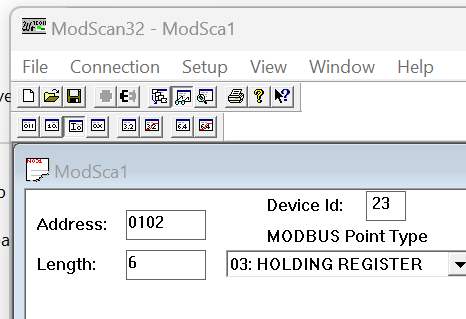 ModScan32 - ModSca1
File Connection Setup View Window Help
ModSca1
Device Id: 23
Address: 0102
MODBUS Point Type
Length: 6
03: HOLDING REGISTER